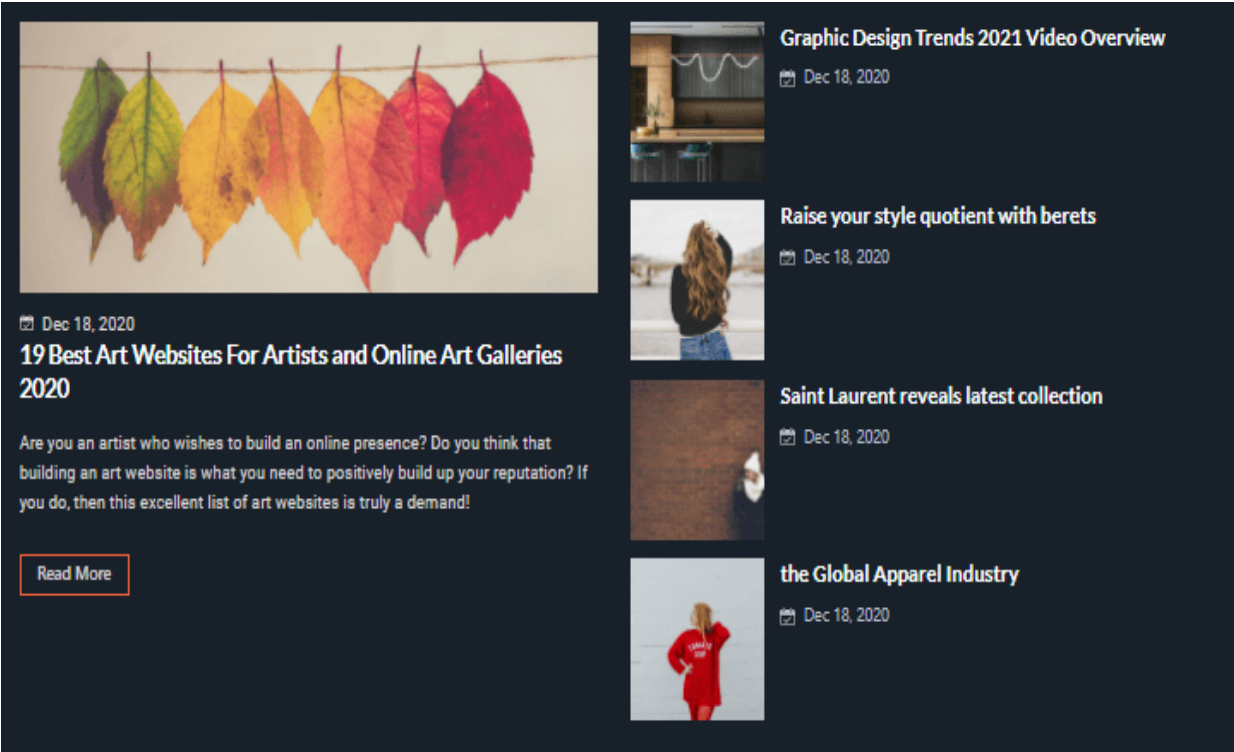 Dec 18, 2020
19 Best Art Websites For Artists and Online Art Galleries
2020
Are you an artist who wishes to build an online presence? Do you think that
building an art website is what you need to positively build up your reputation? If
you do, then this excellent list of art websites is truly a demand!
Read More
Graphic Design Trends 2021 Video Overview
Dec 18, 2020
Raise your style quotient with berets
Dec 18, 2020
Saint Laurent reveals latest collection
Dec 18, 2020
the Global Apparel Industry
Dec 18, 2020